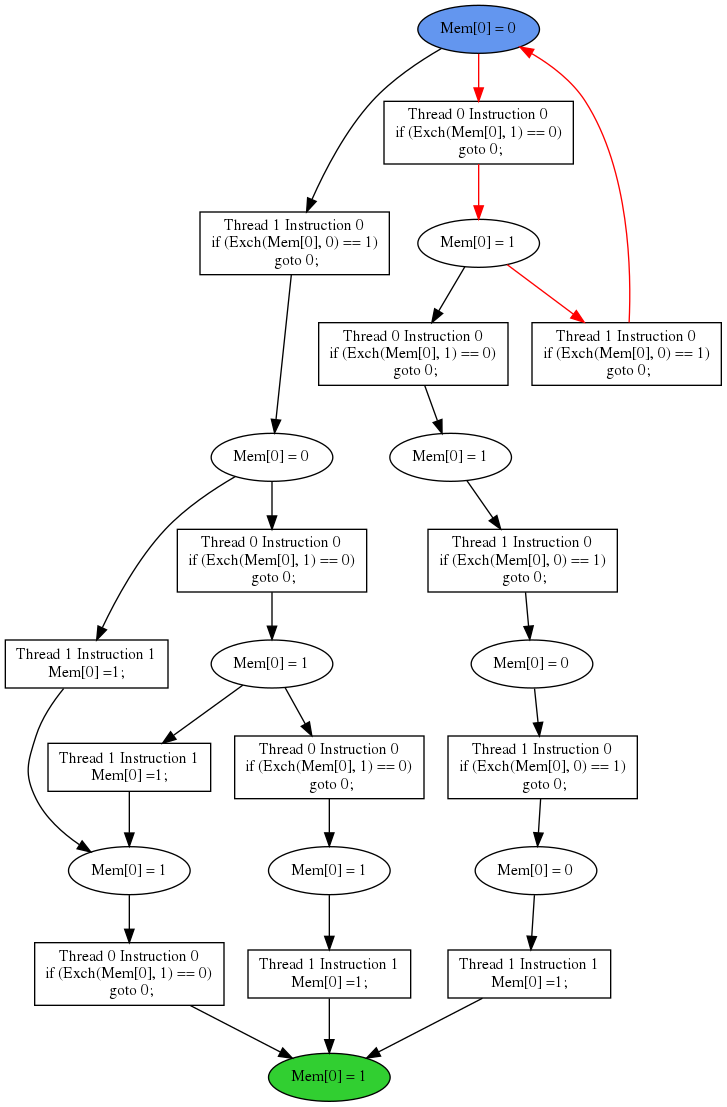 Mem[0] = 0
Thread 0 Instruction 0
if (Exch(Mem[0], 1) == 0)
goto 0;
Thread 1 Instruction 0
if (Exch(Mem[0], 0) == 1)
goto 0;
Mem[0] = 1
Thread 0 Instruction 0
if (Exch(Mem[0], 1) == 0)
goto 0;
Thread 1 Instruction 0
if (Exch(Mem[0], 0) == 1)
goto 0;
Mem[0] = 0
Mem[0] = 1
Thread 0 Instruction 0
if (Exch(Mem[0], 1) == 0)
goto 0;
Thread 1 Instruction 0
if (Exch(Mem[0], 0) == 1)
goto 0;
Thread 1 Instruction 1
Mem[0] =1;
Mem[0] = 1
Mem[0] = 0
Thread 1 Instruction 1
Mem[0] =1;
Thread 0 Instruction 0
if (Exch(Mem[0], 1) == 0)
goto 0;
Thread 1 Instruction 0
if (Exch(Mem[0], 0) == 1)
goto 0;
Mem[0] = 1
Mem[0] = 1
Mem[0] = 0
Thread 0 Instruction 0
if (Exch(Mem[0], 1) == 0)
goto 0;
Thread 1 Instruction 1
Mem[0] =1;
Thread 1 Instruction 1
Mem[0] =1;
Mem[0] = 1